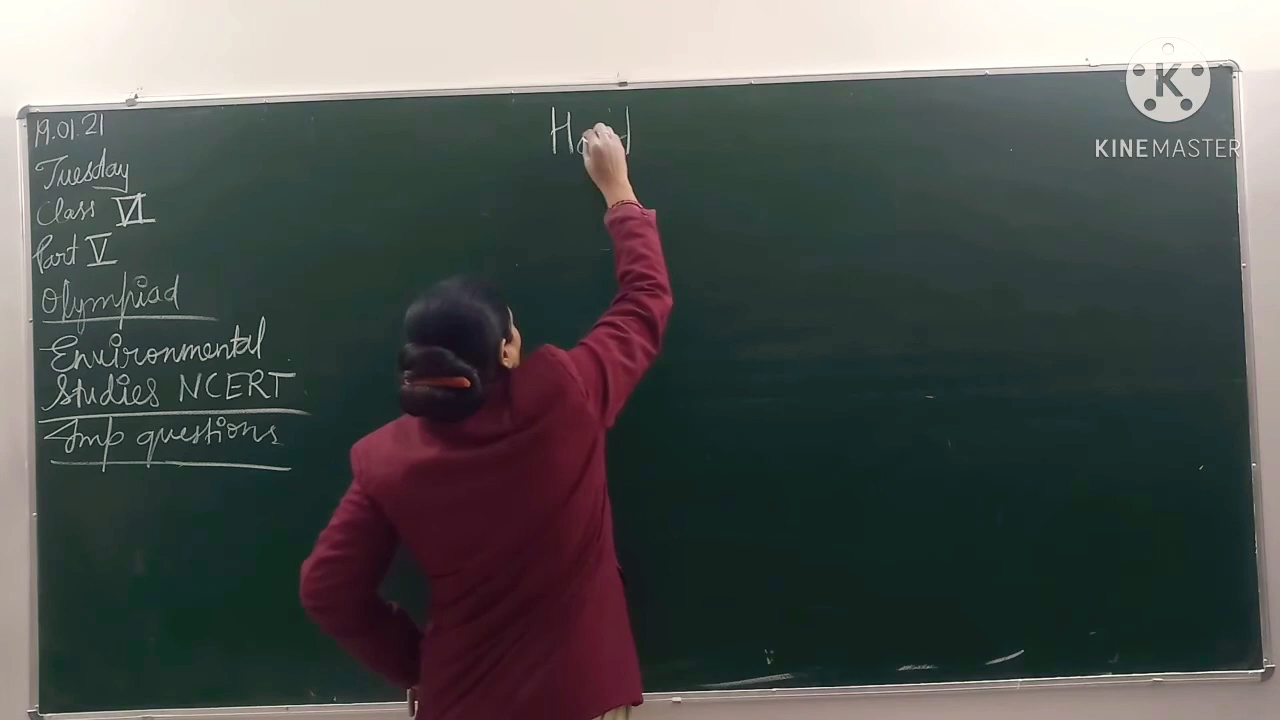 19.01.21
Tuesday
Class VI
Part V
Olympiad
Environmental
Studies NCERT
Imp questions
K
KINEMASTER